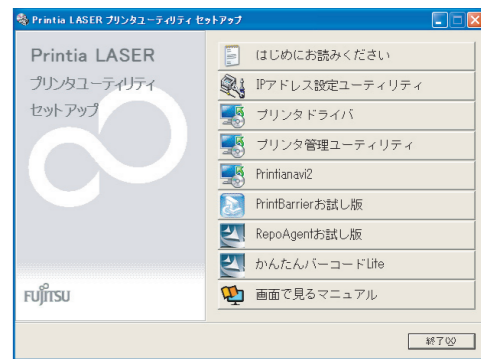 Printia LASER プリンタユーティリティ セットアップ
Printia LASER
プリンタユーティリティ
セットアップ
はじめにお読みください
IPアドレス設定ユーティリティ
プリンタドライバ
プリンタ管理ユーティリティ
Printianavi2
PrintBarrierお試し版
RepoAgentお試し版
かんたんバーコードLite
画面で見るマニュアル
FUJITSU
終了(X)